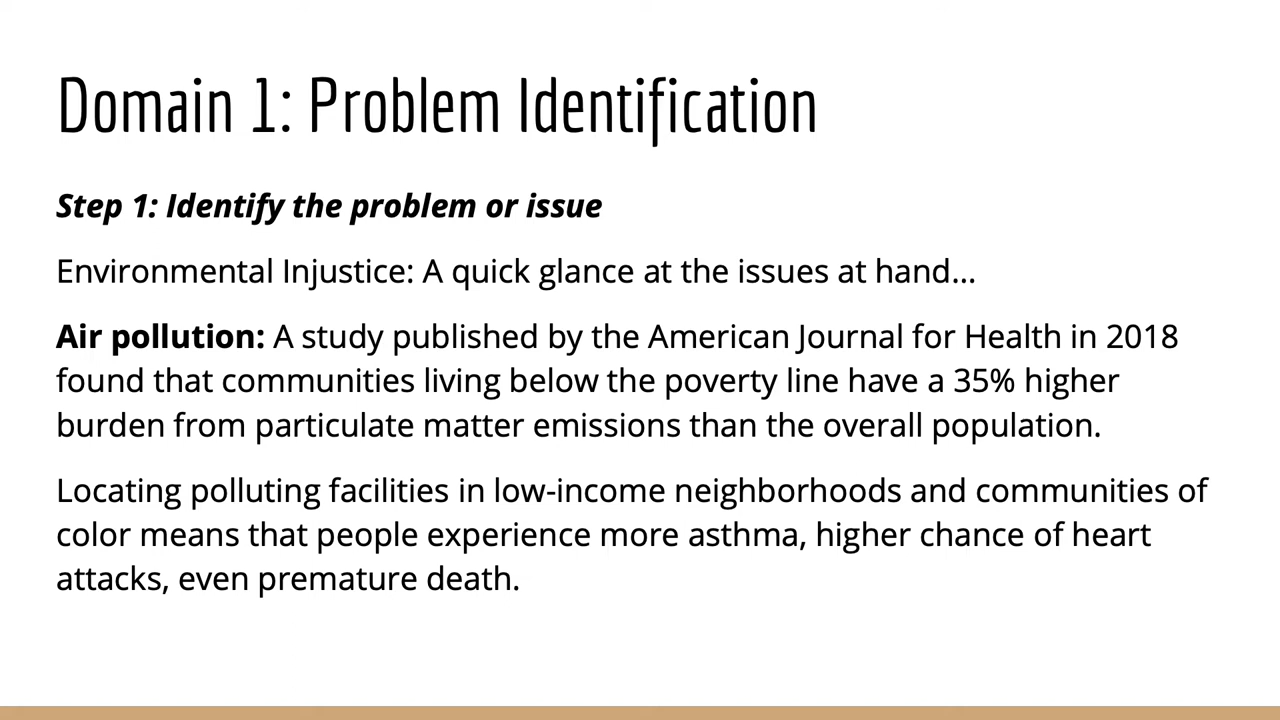 Domain 1: Problem Identification
Step 1: Identify the problem or issue
Environmental Injustice: A quick glance at the issues at hand...
Air pollution: A study published by the American Journal for Health in 2018
found that communities living below the poverty line have a 35% higher
burden from particulate matter emissions than the overall population.
Locating polluting facilities in low-income neighborhoods and communities of
color means that people experience more asthma, higher chance of heart
attacks, even premature death.